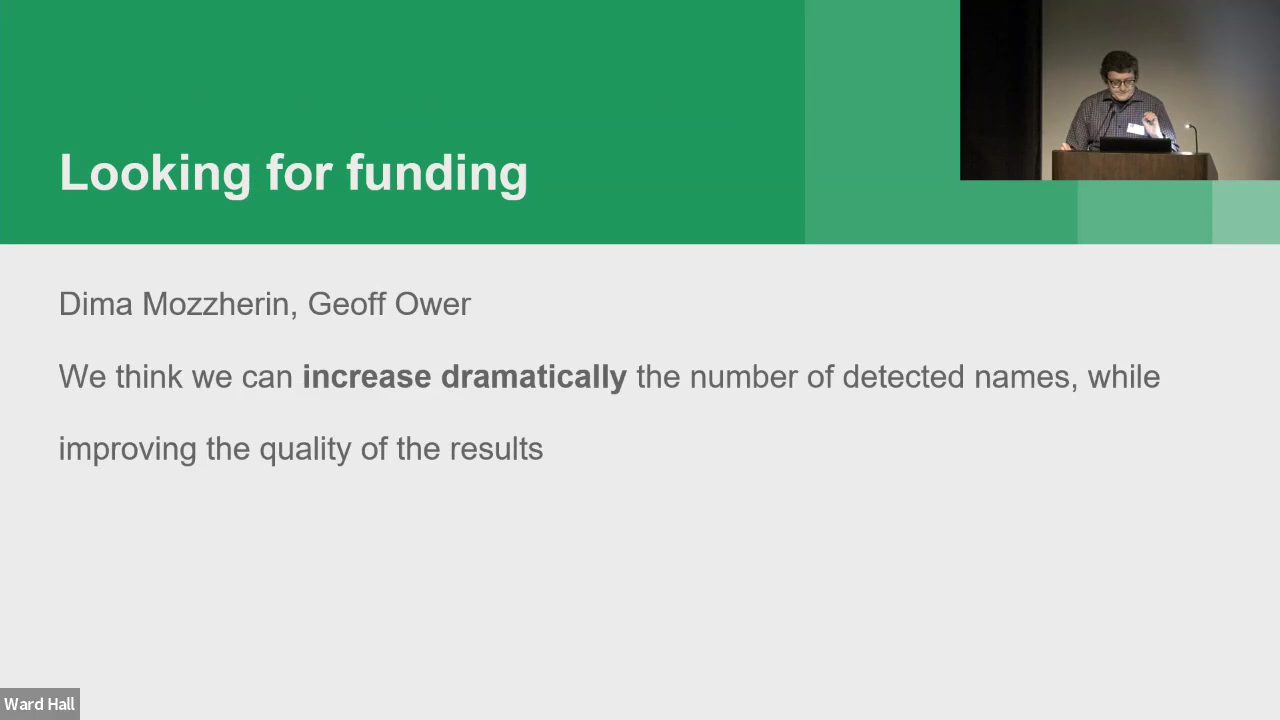 Looking for funding
Dima Mozzherin, Geoff Ower
We think we can increase dramatically the number of detected names, while
improving the quality of the results
Ward Hall